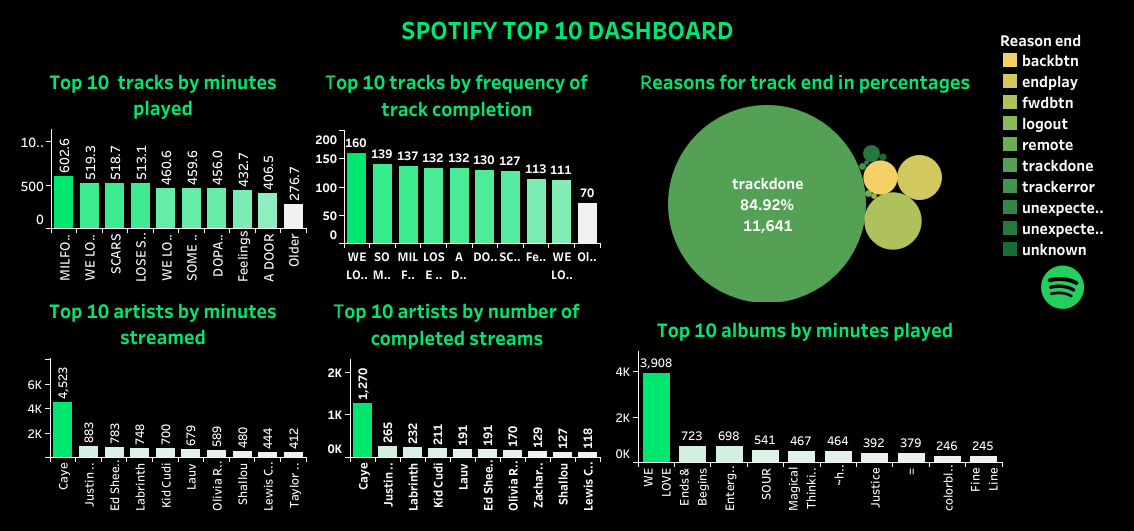 SPOTIFY TOP 10 DASHBOARD
Reason end
backbtn
endplay
fwdbtn
logout
remote
trackdone
trackerror
unexpecte..
unexpecte..
unknown
Top 10 tracks by minutes
played
10..
500
0
602.6
519.3
518.7
513.1
460.6
459.6
456.0
432.7
406.5
276.7
MILFO..
WE LO..
SCARS
LOSE S..
WE LO..
SOME ..
DOPA..
Feelings
A DOOR
Older
Top 10 tracks by frequency of
track completion
200
150
100
50
0
160
139
137
132
132
130
127
113
111
70
WE
LO..
SO
M..
MIL
F..
LOS
E ..
A
D..
DO..
SC..
Fe..
WE
LO..
Ol..
Reasons for track end in percentages
trackdone
84.92%
11,641
Top 10 artists by minutes
streamed
6K
4K
2K
4,523
883
783
748
700
679
589
480
444
412
Caye
Justin ..
Ed Shee..
Labrinth
Kid Cudi
Lauv
Olivia R..
Shallou
Lewis C..
Taylor ..
Top 10 artists by number of
completed streams
2K
1K
0K
1,270
265
232
211
191
191
170
129
127
118
Caye
Justin ..
Labrinth
Kid Cudi
Lauv
Ed Shee..
Olivia R..
Zachar..
Shallou
Lewis C..
Top 10 albums by minutes played
4K
2K
0K
3,908
723
698
541
467
464
392
379
246
245
WE
LOVE
Ends &
Begins
Enterg..
SOUR
Magical
Thinki..
~h..
Justice
=
colorbl..
Fine
Line